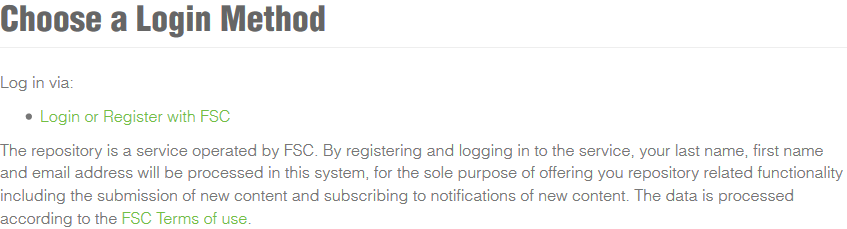 Choose a Login Method
Log in via:
Login or Register with FSC
The repository is a service operated by FSC. By registering and logging in to the service, your last name, first name
and email address will be processed in this system, for the sole purpose of offering you repository related functionality
including the submission of new content and subscribing to notifications of new content. The data is processed
according to the FSC Terms of use.